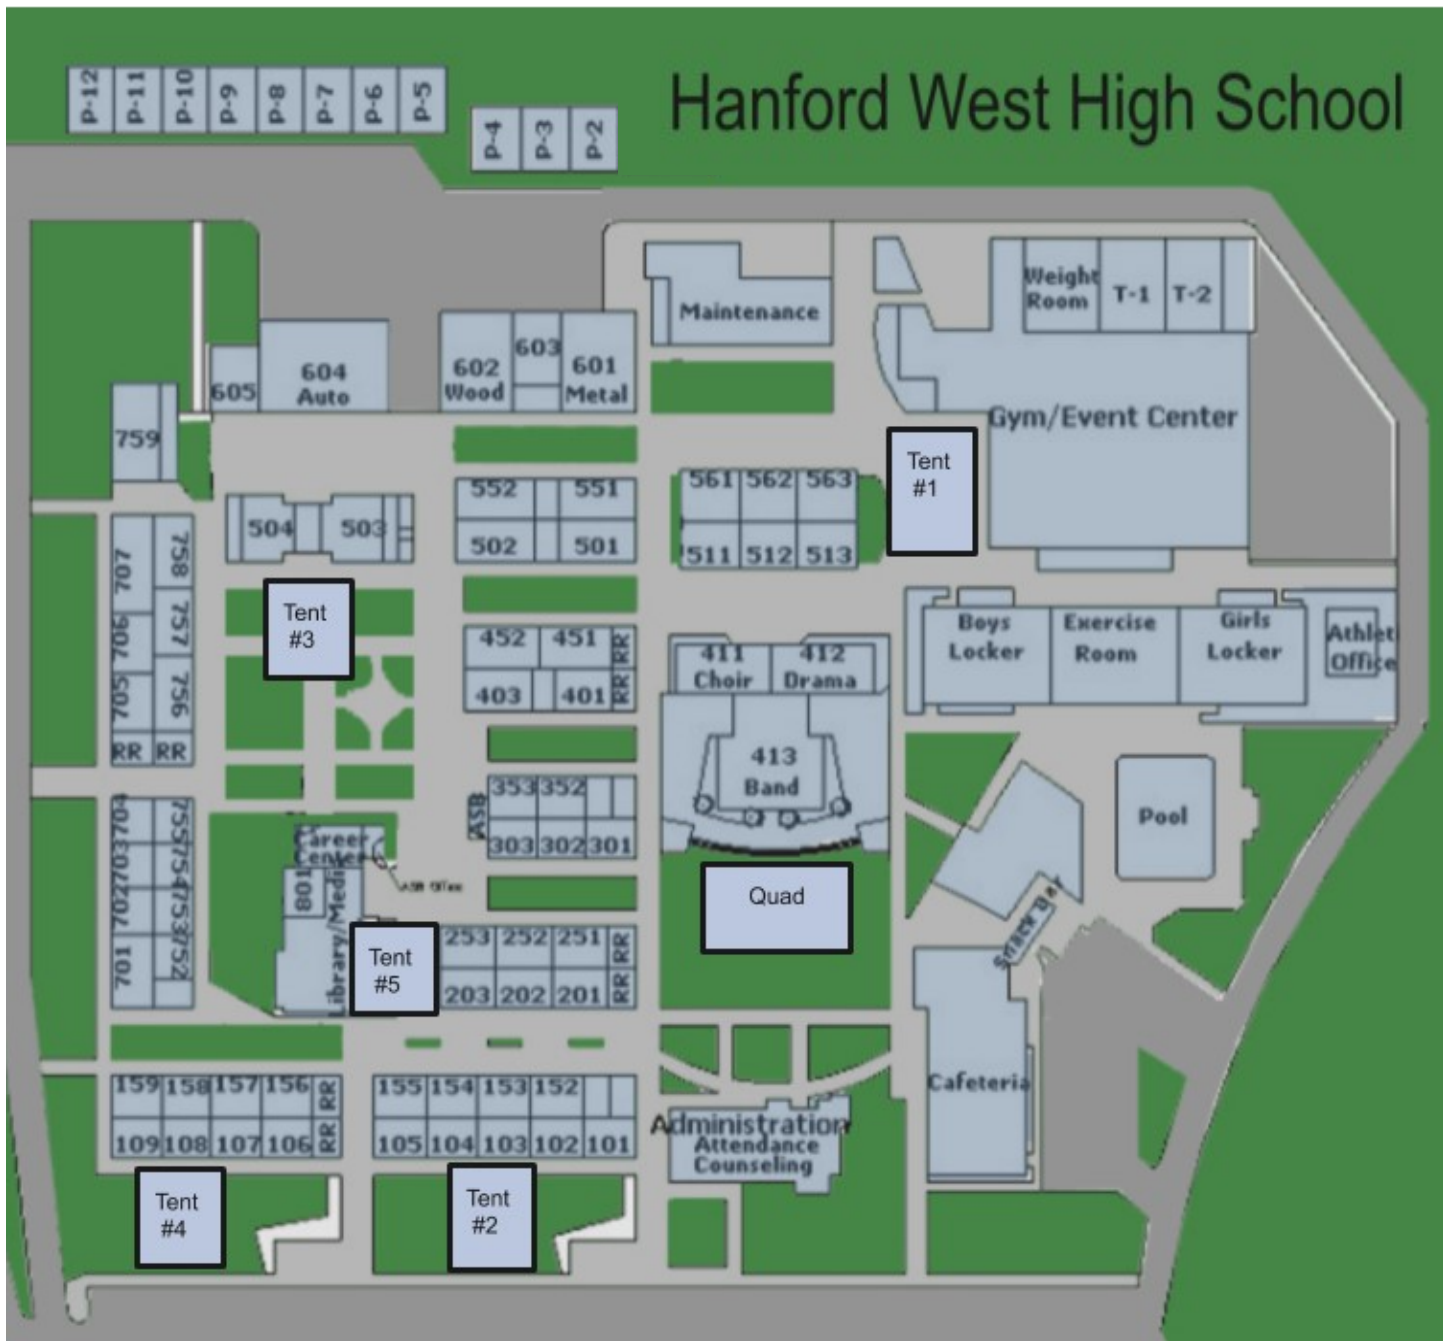 Hanford West High School
P-12 P-11 P-10 P-9 P-8 P-7 P-6 P-5
P-4 P-3 P-2
Weight
Room
T-1 T-2
Maintenance
603
602
Wood
601
Metal
604
Auto
605
Gym/Event Center
759
Tent
#1
552 551
561 562 563
504 503
502 501
511 512 513
707 758
Tent
#3
706 757
452 451 RR
411
Choir
412
Drama
Boys
Locker
Exercise
Room
Girls
Locker
Athlet
Office
705 756
403 401 RR
RR RR
413
Band
353 352
ASB
303 302 301
Pool
704 755
703 754
702 753
701 752
Career
Center
ASB Office
801
Library/Media
Quad
Snack Bar
Tent
#5
253 252 251 RR
203 202 201 RR
159 158 157 156 RR
155 154 153 152
Cafeteria
109 108 107 106 RR
105 104 103 102 101
Administration
Attendance
Counseling
Tent
#4
Tent
#2